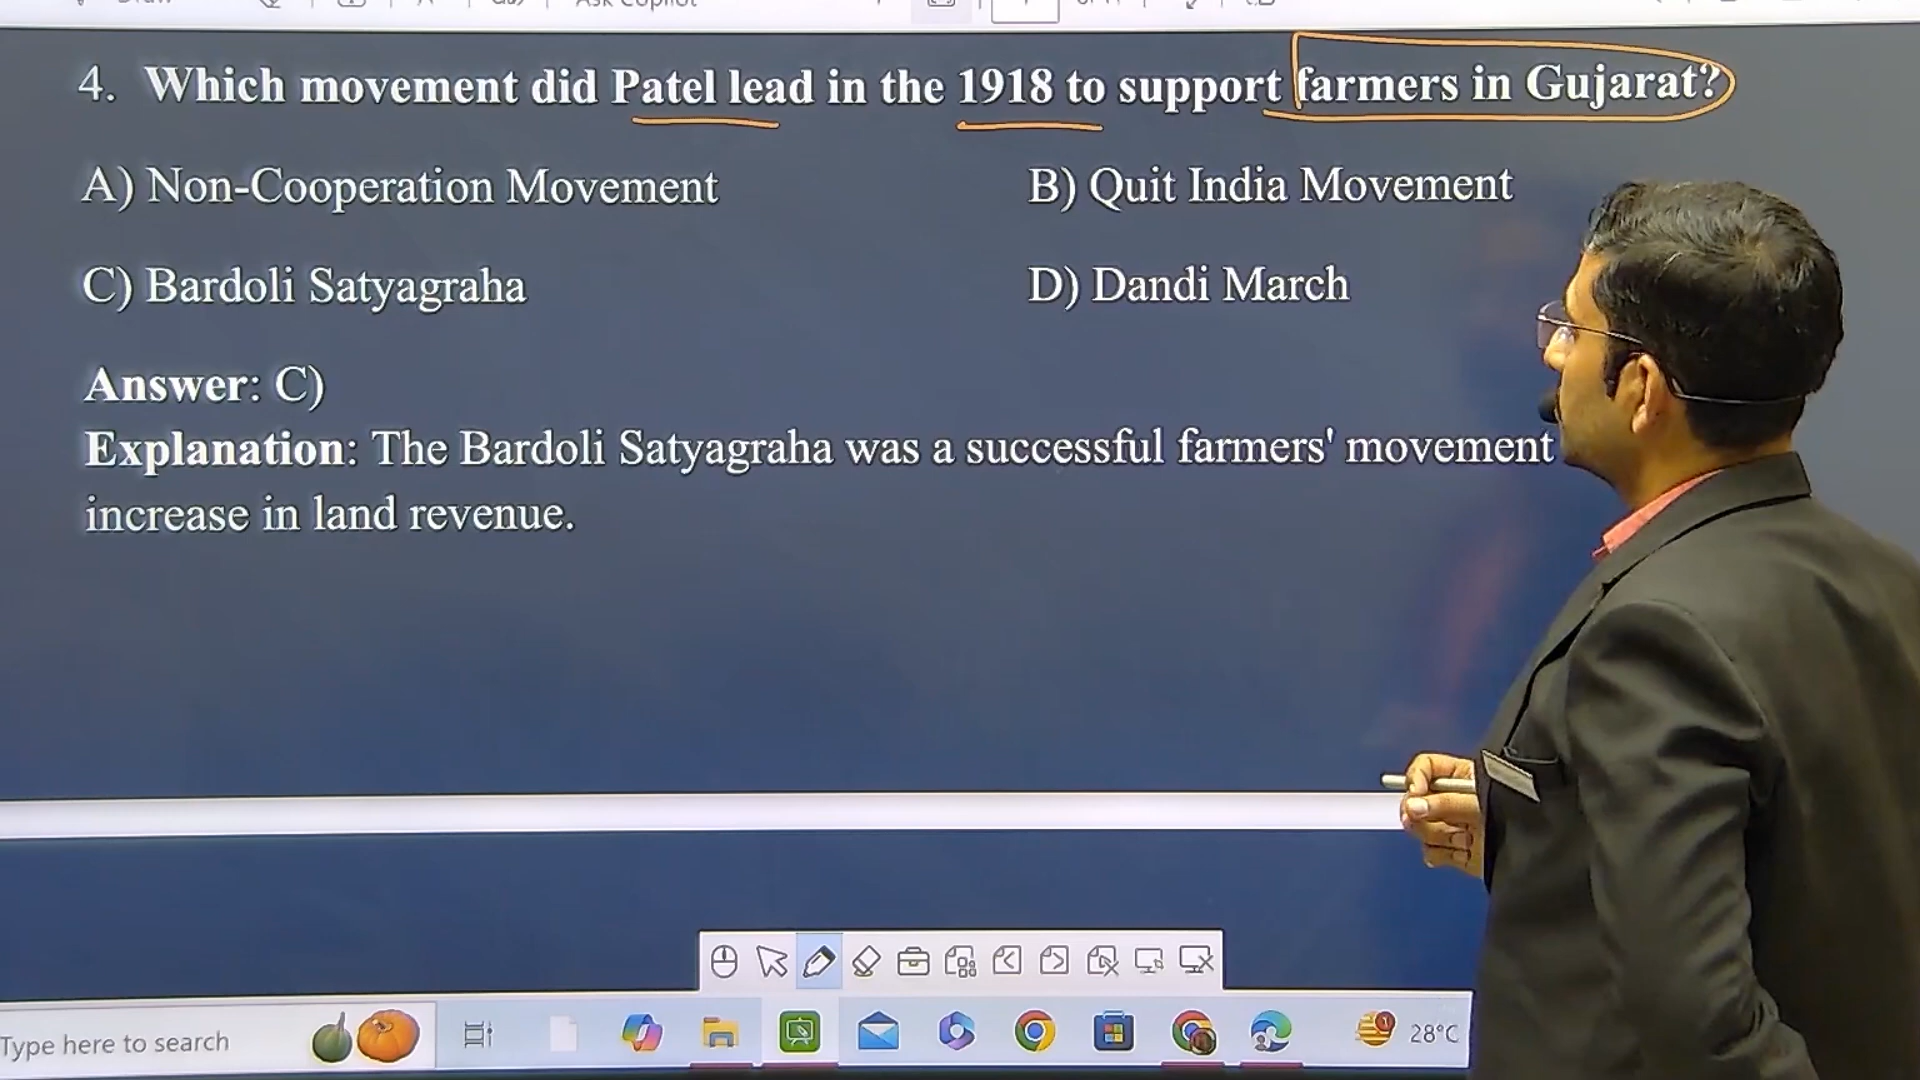 4. Which movement did Patel lead in the 1918 to support farmers in Gujarat?
A) Non-Cooperation Movement
B) Quit India Movement
C) Bardoli Satyagraha
D) Dandi March
Answer: C)
Explanation: The Bardoli Satyagraha was a successful farmers' movement
increase in land revenue.
Type here to search
28°C